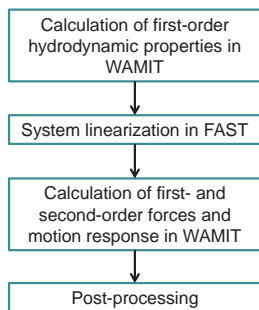 Calculation of first-order
hydrodynamic properties in
WAMIT
System linearization in FAST
Calculation of first- and
second-order forces and
motion response in WAMIT
Post-processing